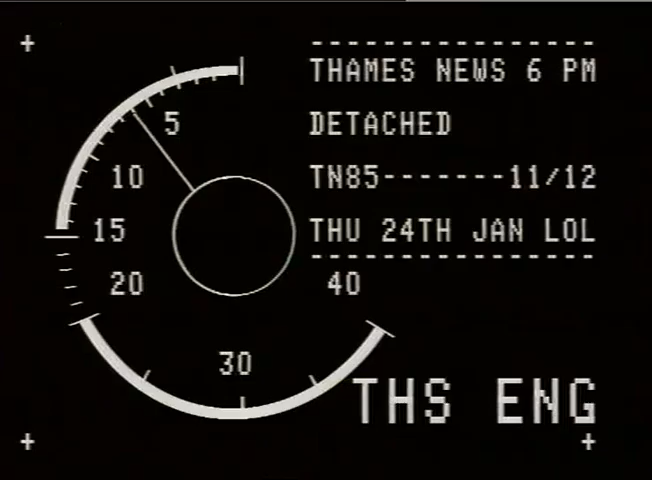 THAMES NEWS 6 PM
DETACHED
TN85-------11/12
THU 24TH JAN LOL
5
10
15
20
30
40
THS ENG